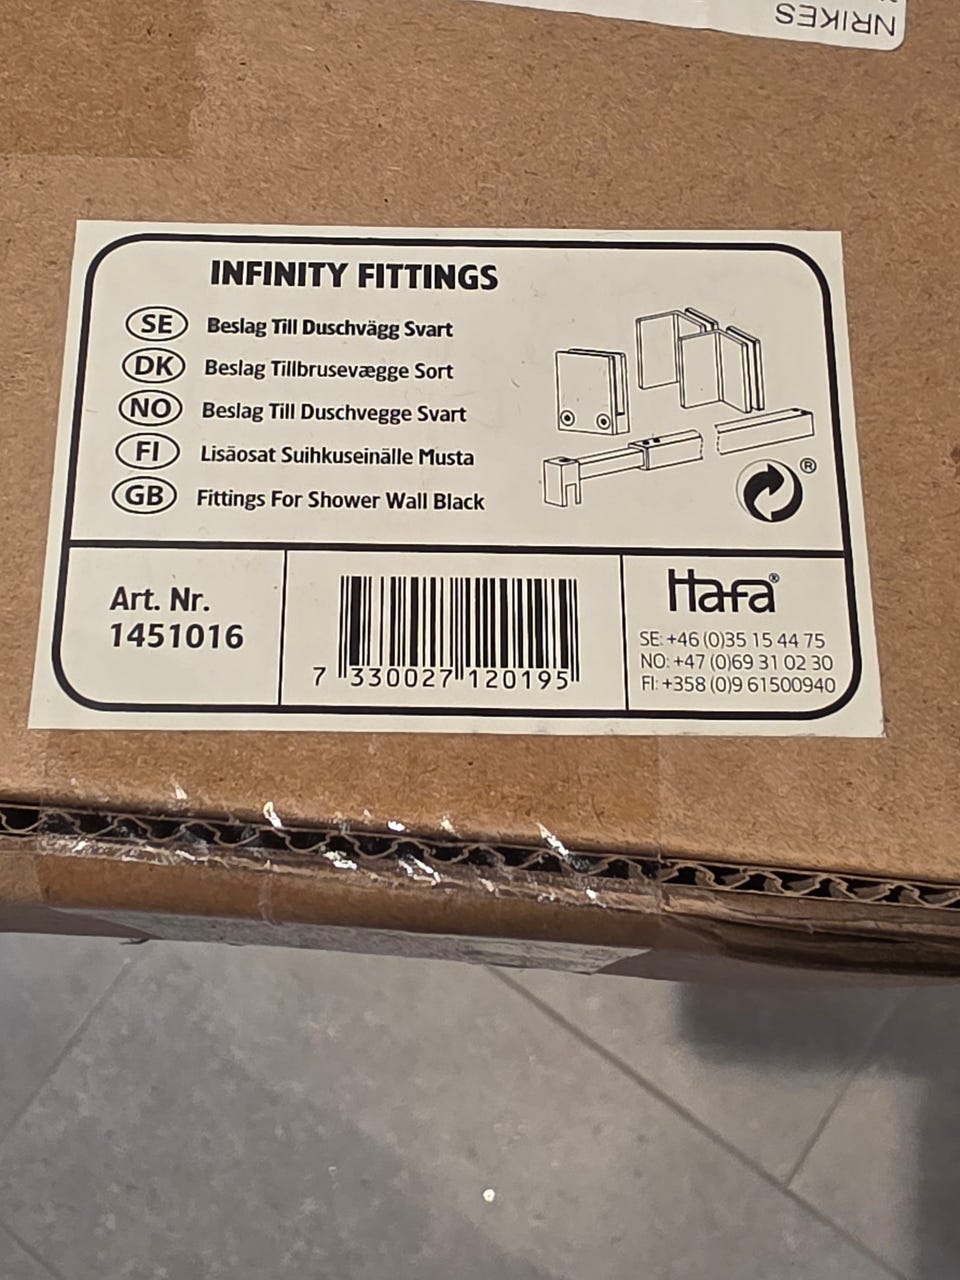 NRIKES
INFINITY FITTINGS
SE Beslag Till Duschvägg Svart
DK Beslag Tillbrusevægge Sort
NO Beslag Till Duschvegge Svart
FI Lisäosat Suihkuseinälle Musta
GB Fittings For Shower Wall Black
®
Art. Nr.
1451016
7 330027 120195
Hafa®
SE: +46 (0)35 15 44 75
NO: +47 (0)69 31 02 30
FI: +358 (0)9 61500940